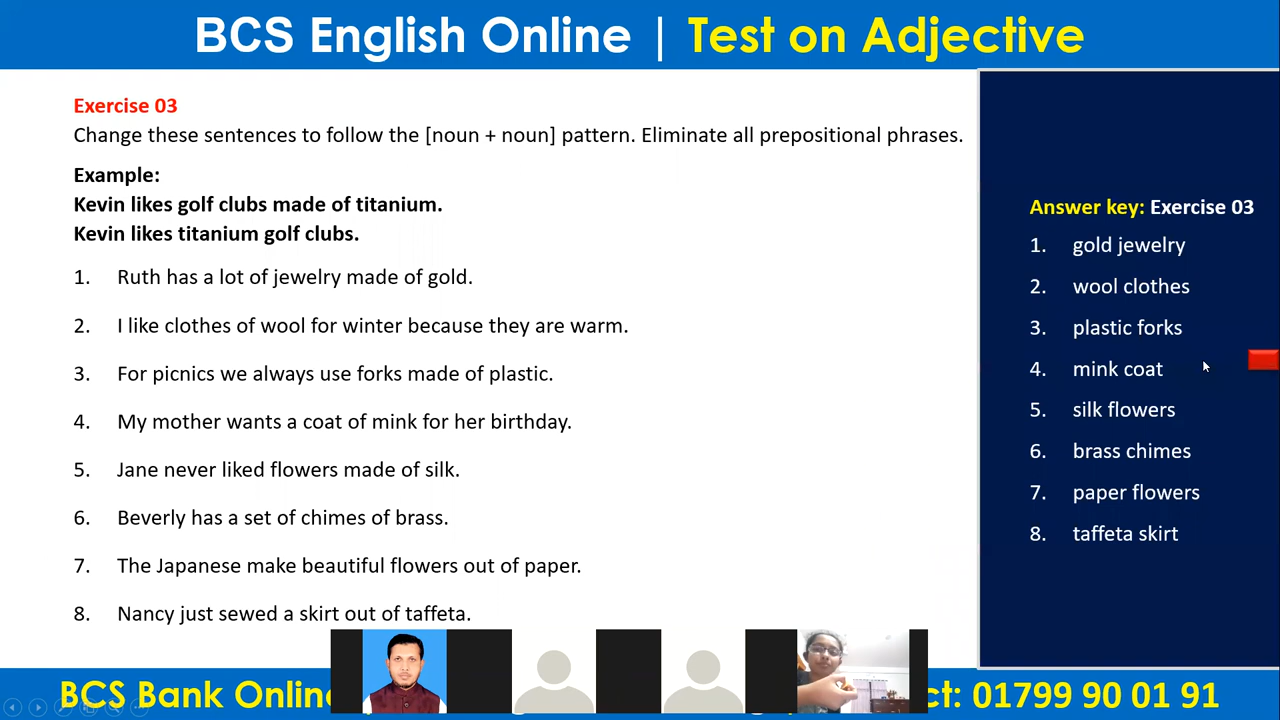 BCS English Online | Test on Adjective
Exercise 03
Change these sentences to follow the [noun + noun] pattern. Eliminate all prepositional phrases.
Example:
Kevin likes golf clubs made of titanium.
Kevin likes titanium golf clubs.
1. Ruth has a lot of jewelry made of gold.
2. I like clothes of wool for winter because they are warm.
3. For picnics we always use forks made of plastic.
4. My mother wants a coat of mink for her birthday.
5. Jane never liked flowers made of silk.
6. Beverly has a set of chimes of brass.
7. The Japanese make beautiful flowers out of paper.
8. Nancy just sewed a skirt out of taffeta.
Answer key: Exercise 03
1. gold jewelry
2. wool clothes
3. plastic forks
4. mink coat
5. silk flowers
6. brass chimes
7. paper flowers
8. taffeta skirt
BCS Bank Online ct: 01799 90 01 91